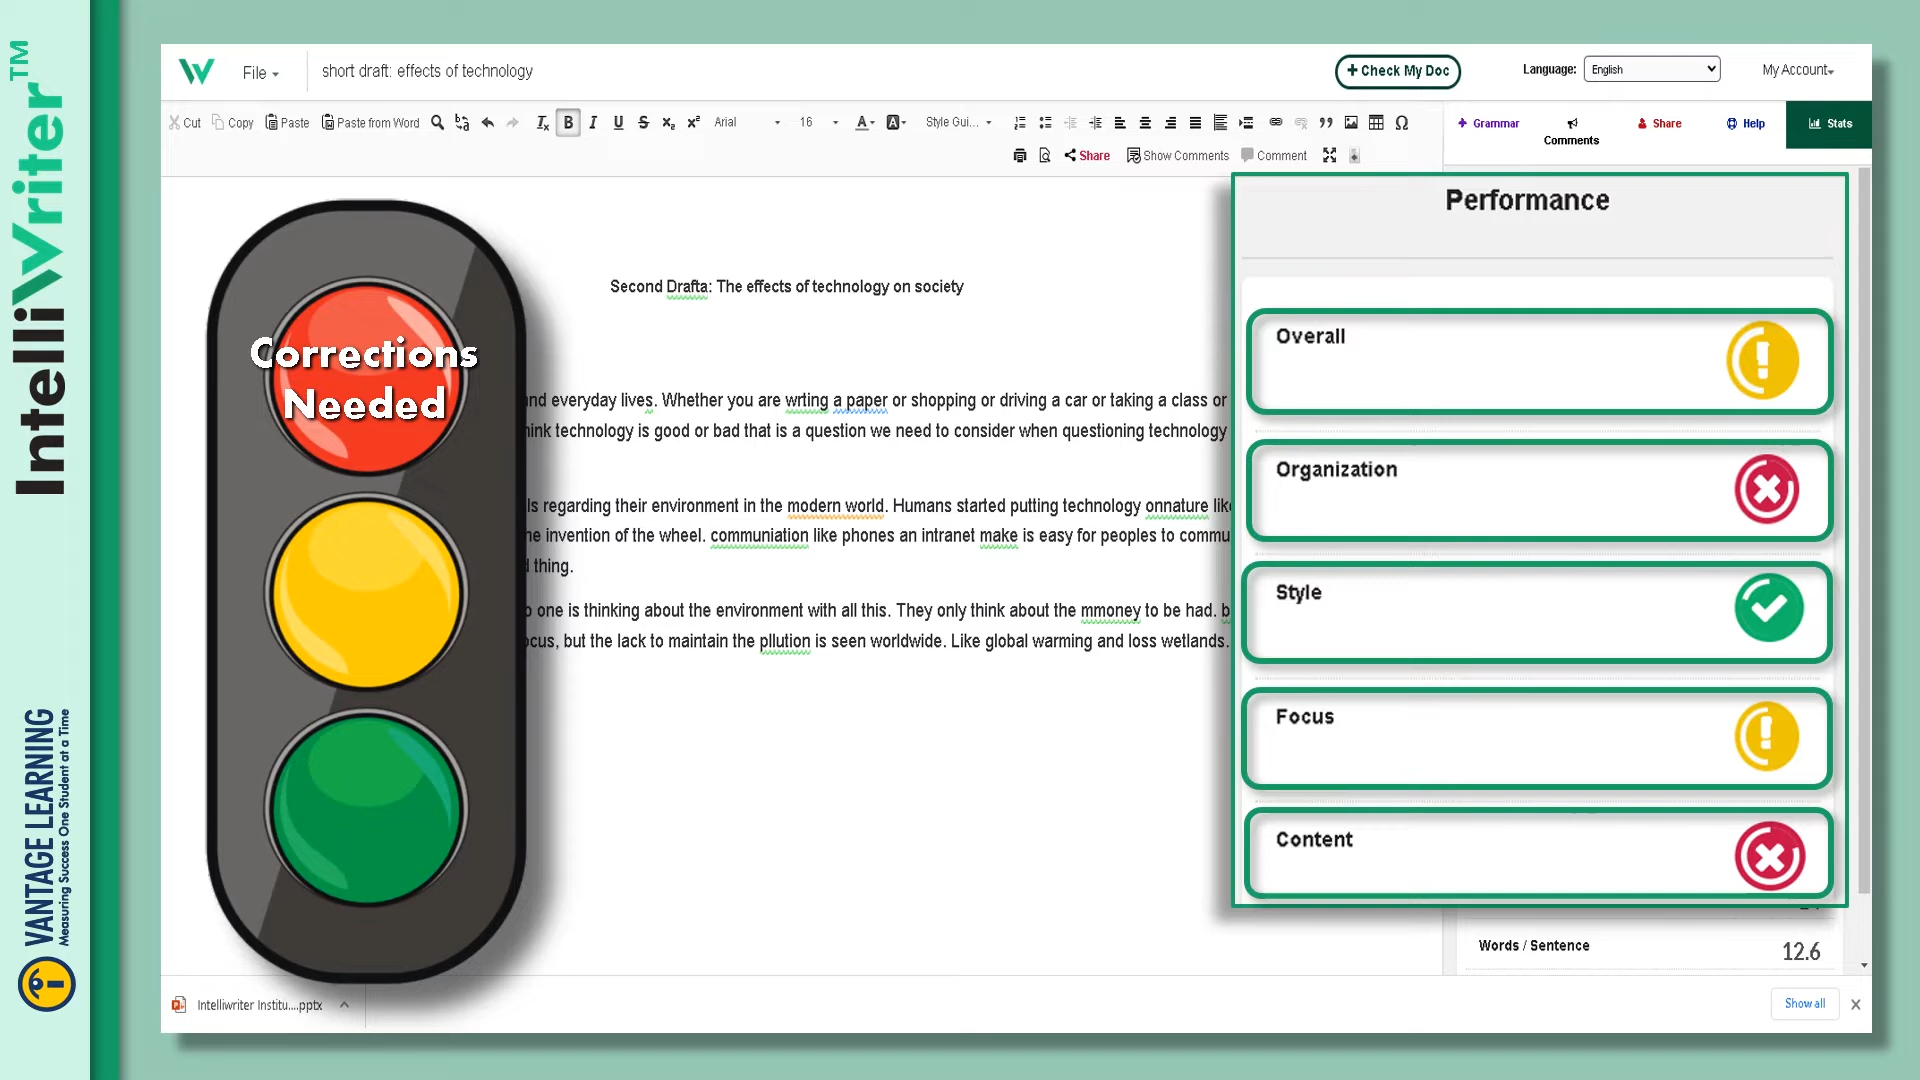 IntelliWriter™
VANTAGE LEARNING
Measuring Success One Student at a Time
File
short draft: effects of technology
+ Check My Doc
Language:
English
My Account
Cut Copy Paste Paste from Word
B I U S x₂ x² Arial 16 A A Style Gui...
Ω
Grammar
Comments
Share
Help
Stats
Share Show Comments Comment
Second Drafta: The effects of technology on society
nd everyday lives. Whether you are wrting a paper or shopping or driving a car or taking a class or
ink technology is good or bad that is a question we need to consider when questioning technology
ls regarding their environment in the modern world. Humans started putting technology onnature lik
e invention of the wheel. communiation like phones an intranet make is easy for peoples to commu
thing.
one is thinking about the environment with all this. They only think about the mmoney to be had. b
ocus, but the lack to maintain the pllution is seen worldwide. Like global warming and loss wetlands.
Corrections
Needed
Performance
Overall
Organization
Style
Focus
Content
Words / Sentence
12.6
Intelliwriter Institu....pptx
Show all